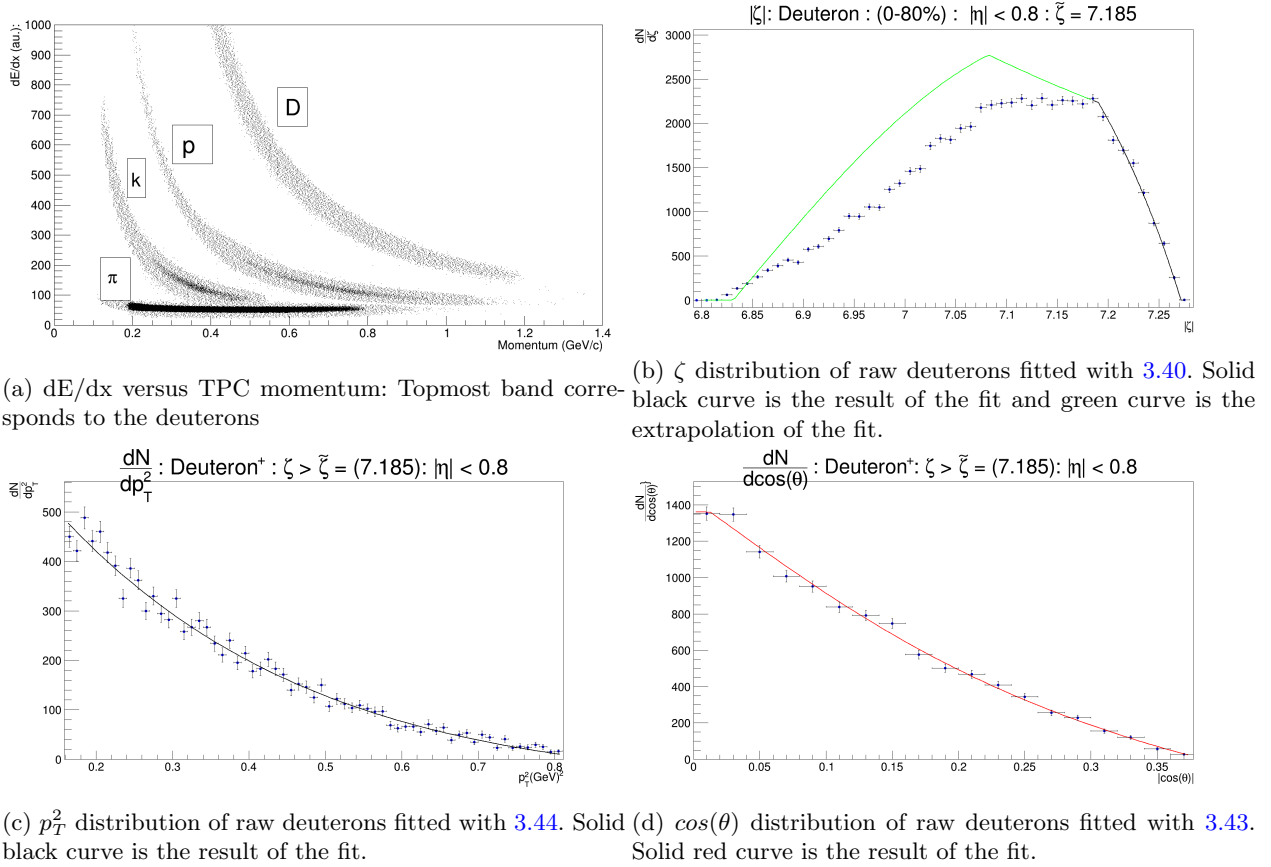 dE/dx (au.):
1000
900
800
700
600
500
400
300
200
100
0
D
p
k
π
0 0.2 0.4 0.6 0.8 1 1.2 1.4
Momentum (GeV/c)
(a) dE/dx versus TPC momentum: Topmost band corre-
sponds to the deuterons
|ζ|: Deuteron : (0-80%) : |η| < 0.8 : ζ̃ = 7.185
dN
dζ
3000
2500
2000
1500
1000
500
0
6.8 6.85 6.9 6.95 7 7.05 7.1 7.15 7.2 7.25
|ζ|
(b) ζ distribution of raw deuterons fitted with 3.40. Solid
black curve is the result of the fit and green curve is the
extrapolation of the fit.
dN
dp²_T : Deuteron⁺ : ζ > ζ̃ = (7.185): |η| < 0.8
dN
dp²_T
500
400
300
200
100
0
0.2 0.3 0.4 0.5 0.6 0.7 0.8
p²_T(GeV)²
(c) p²_T distribution of raw deuterons fitted with 3.44. Solid
black curve is the result of the fit.
dN
dcos(θ) : Deuteron⁺: ζ > ζ̃ = (7.185): |η| < 0.8
dN
dcos(θ)}
1400
1200
1000
800
600
400
200
0
0 0.05 0.1 0.15 0.2 0.25 0.3 0.35
|cos(θ)|
(d) cos(θ) distribution of raw deuterons fitted with 3.43.
Solid red curve is the result of the fit.